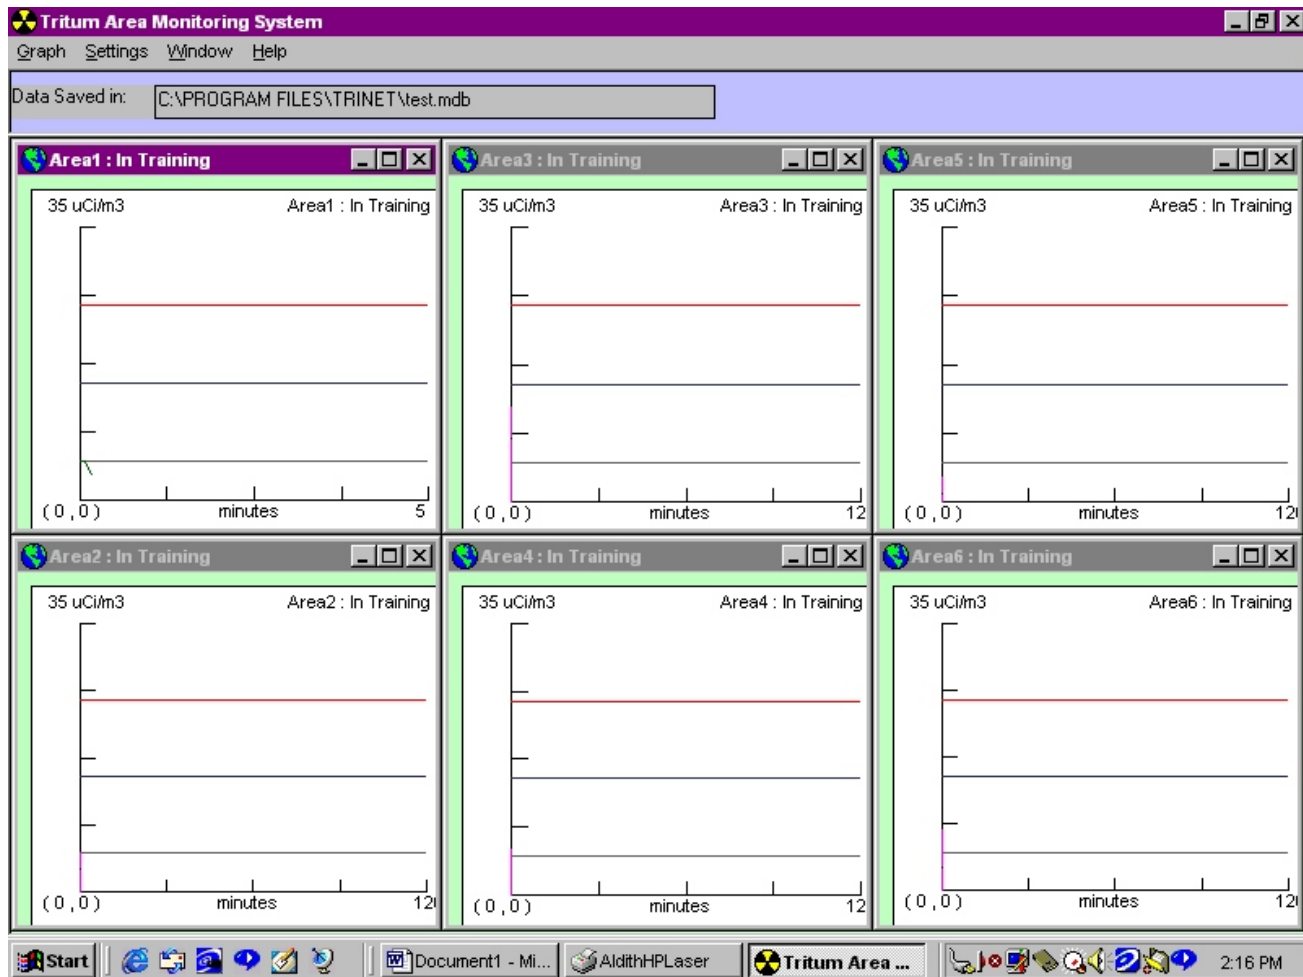 Tritum Area Monitoring System
Graph Settings Window Help
Data Saved in: C:\PROGRAM FILES\TRINET\test.mdb
Area1 : In Training
35 uCi/m3 Area1 : In Training
(0,0) minutes 5
Area3 : In Training
35 uCi/m3 Area3 : In Training
(0,0) minutes 12
Area5 : In Training
35 uCi/m3 Area5 : In Training
(0,0) minutes 12
Area2 : In Training
35 uCi/m3 Area2 : In Training
(0,0) minutes 12
Area4 : In Training
35 uCi/m3 Area4 : In Training
(0,0) minutes 12
Area6 : In Training
35 uCi/m3 Area6 : In Training
(0,0) minutes 12
Start Document1 - Mi... AldithHPLaser Tritum Area ... 2:16 PM